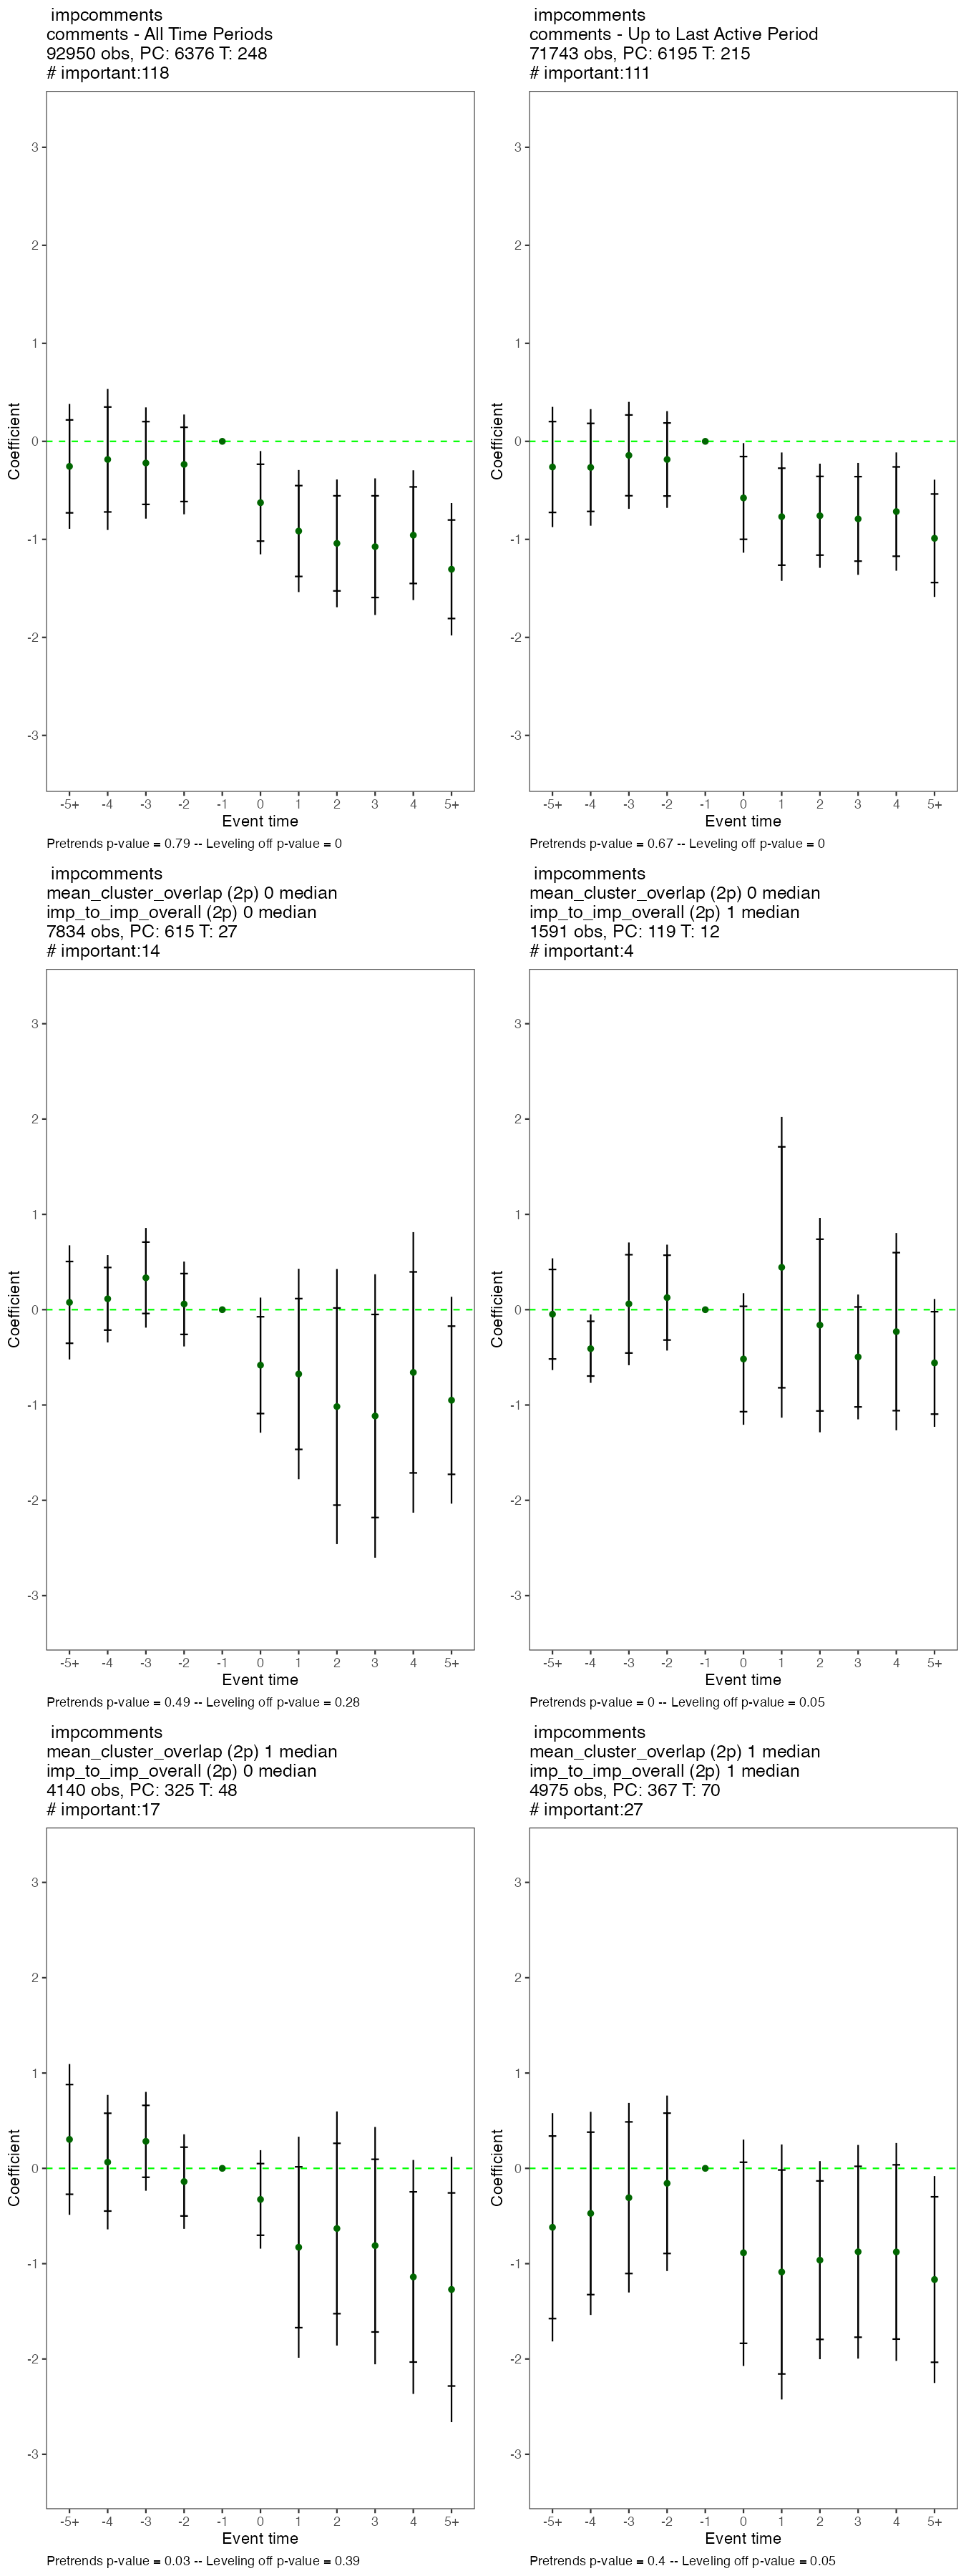 impcomments
comments - All Time Periods
92950 obs, PC: 6376 T: 248
# important:118
3
2
1
0
-1
-2
-3
Coefficient
-5+ -4 -3 -2 -1 0 1 2 3 4 5+
Event time
Pretrends p-value = 0.79 -- Leveling off p-value = 0
impcomments
comments - Up to Last Active Period
71743 obs, PC: 6195 T: 215
# important:111
3
2
1
0
-1
-2
-3
Coefficient
-5+ -4 -3 -2 -1 0 1 2 3 4 5+
Event time
Pretrends p-value = 0.67 -- Leveling off p-value = 0
impcomments
mean_cluster_overlap (2p) 0 median
imp_to_imp_overall (2p) 0 median
7834 obs, PC: 615 T: 27
# important:14
3
2
1
0
-1
-2
-3
Coefficient
-5+ -4 -3 -2 -1 0 1 2 3 4 5+
Event time
Pretrends p-value = 0.49 -- Leveling off p-value = 0.28
impcomments
mean_cluster_overlap (2p) 0 median
imp_to_imp_overall (2p) 1 median
1591 obs, PC: 119 T: 12
# important:4
3
2
1
0
-1
-2
-3
Coefficient
-5+ -4 -3 -2 -1 0 1 2 3 4 5+
Event time
Pretrends p-value = 0 -- Leveling off p-value = 0.05
impcomments
mean_cluster_overlap (2p) 1 median
imp_to_imp_overall (2p) 0 median
4140 obs, PC: 325 T: 48
# important:17
3
2
1
0
-1
-2
-3
Coefficient
-5+ -4 -3 -2 -1 0 1 2 3 4 5+
Event time
Pretrends p-value = 0.03 -- Leveling off p-value = 0.39
impcomments
mean_cluster_overlap (2p) 1 median
imp_to_imp_overall (2p) 1 median
4975 obs, PC: 367 T: 70
# important:27
3
2
1
0
-1
-2
-3
Coefficient
-5+ -4 -3 -2 -1 0 1 2 3 4 5+
Event time
Pretrends p-value = 0.4 -- Leveling off p-value = 0.05